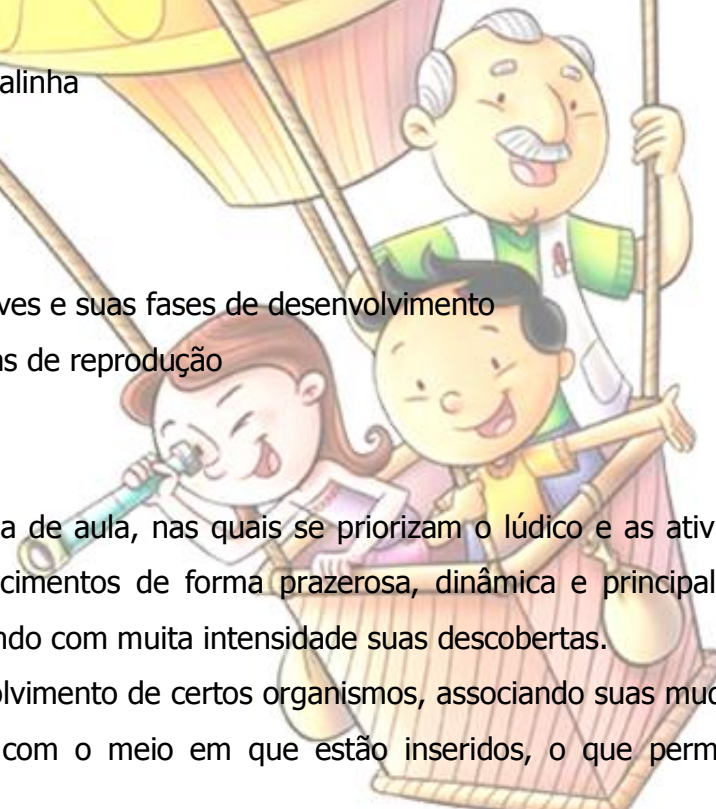 alinha
ves e suas fases de desenvolvimento
as de reprodução
a de aula, nas quais se priorizam o lúdico e as ativ
cimentos de forma prazerosa, dinâmica e principal
ndo com muita intensidade suas descobertas.
olvimento de certos organismos, associando suas mud
com o meio em que estão inseridos, o que perm